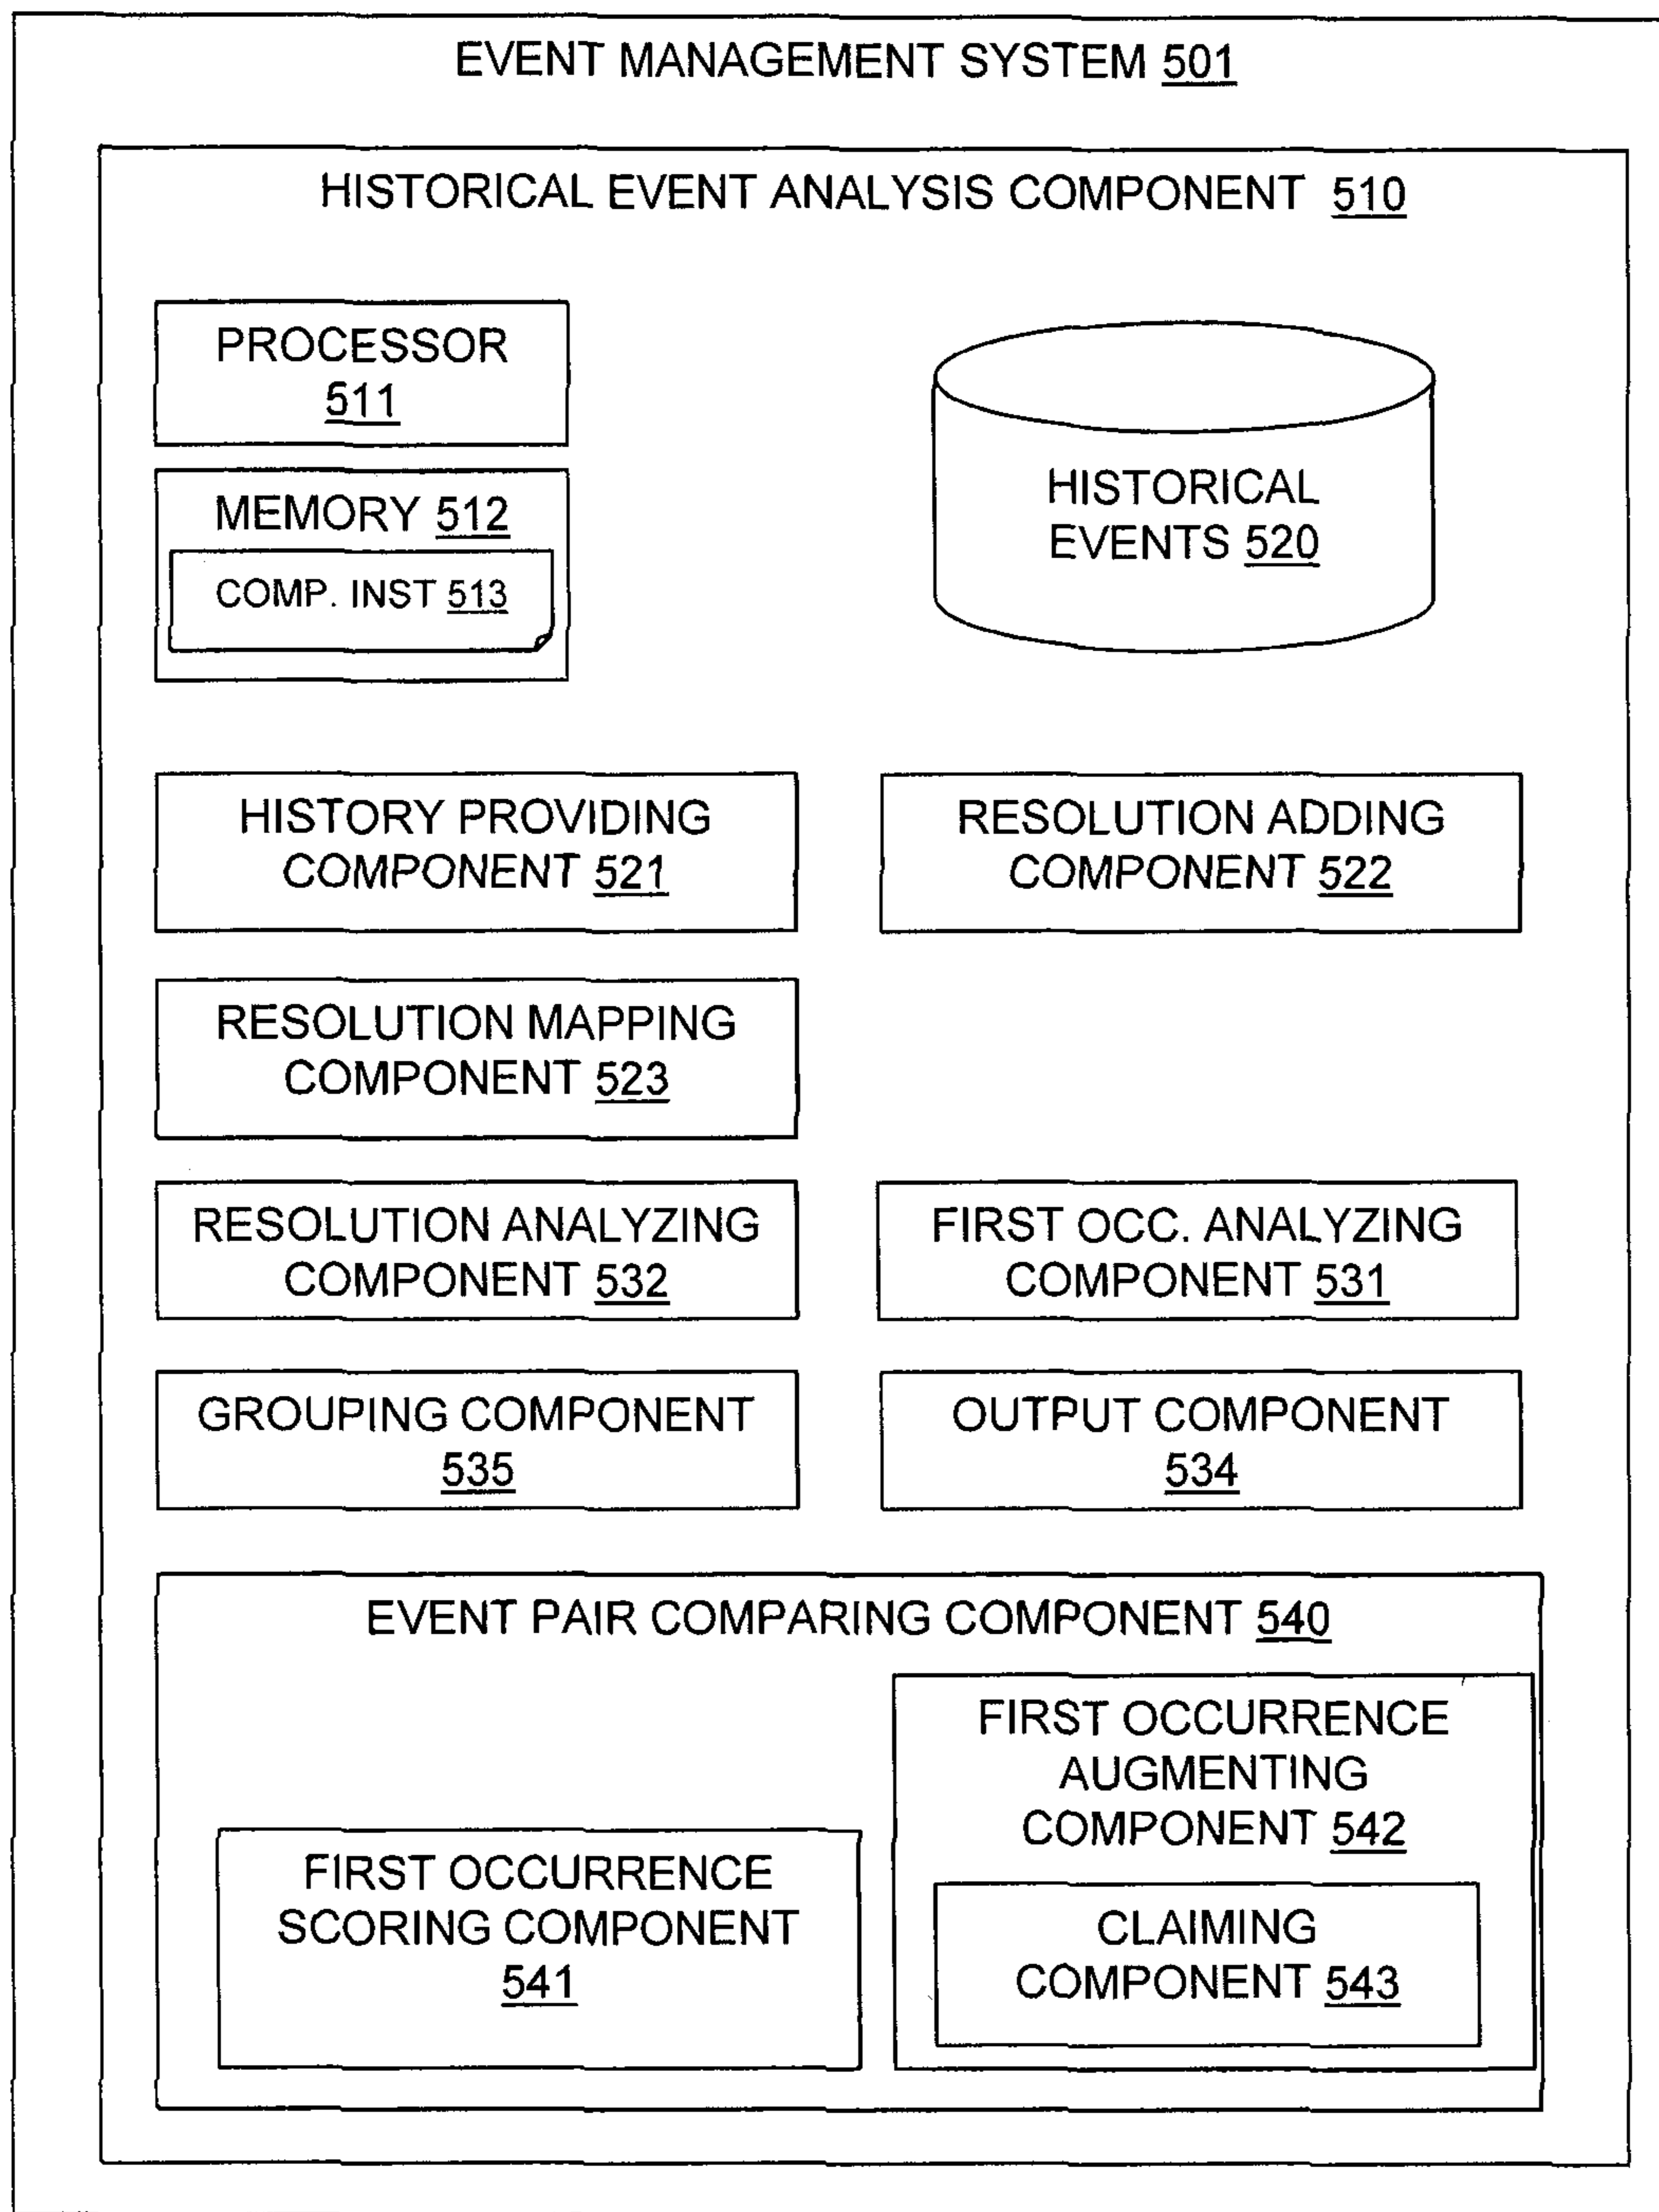 EVENT MANAGEMENT SYSTEM 501
HISTORICAL EVENT ANALYSIS COMPONENT 510
PROCESSOR
511
MEMORY 512
COMP. INST 513
HISTORICAL
EVENTS 520
HISTORY PROVIDING
COMPONENT 521
RESOLUTION ADDING
COMPONENT 522
RESOLUTION MAPPING
COMPONENT 523
RESOLUTION ANALYZING
COMPONENT 532
FIRST OCC. ANALYZING
COMPONENT 531
GROUPING COMPONENT
535
OUTPUT COMPONENT
534
EVENT PAIR COMPARING COMPONENT 540
FIRST OCCURRENCE
SCORING COMPONENT
541
FIRST OCCURRENCE
AUGMENTING
COMPONENT 542
CLAIMING
COMPONENT 543